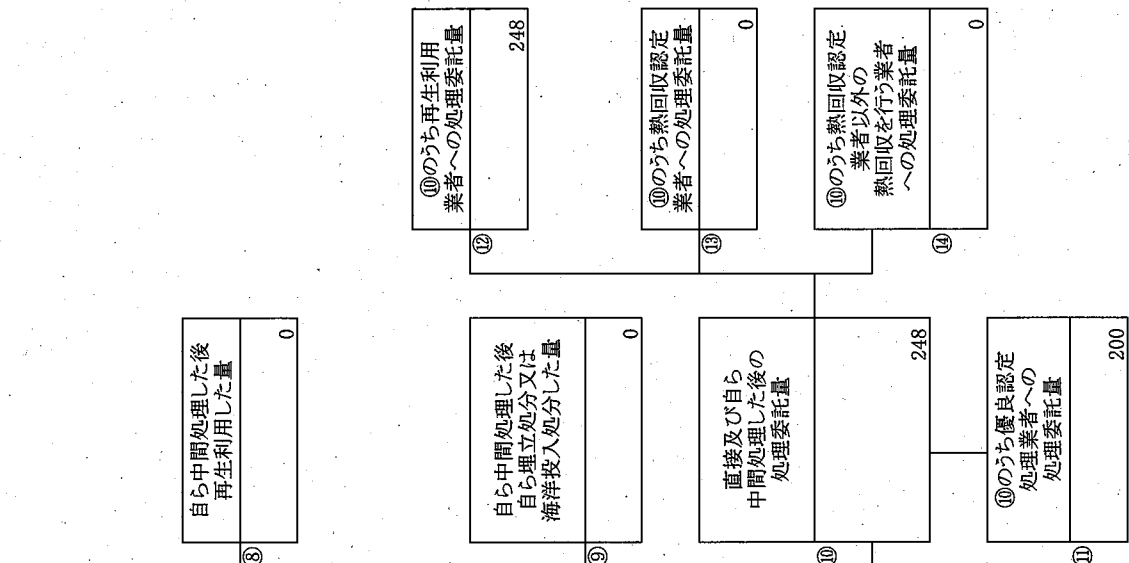 ⑧
自ら中間処理した後
再生利用した量
0
⑨
自ら中間処理した後
自ら埋立処分又は
海洋投入処分した量
0
⑩
直接及び自ら
中間処理した後の
処理委託量
248
⑪
⑩のうち優良認定
処理業者への
処理委託量
200
⑫
⑩のうち再生利用
業者への処理委託量
248
⑬
⑩のうち熱回収認定
業者への処理委託量
0
⑭
⑩のうち熱回収認定
業者以外の
熱回収を行う業者
への処理委託量
0